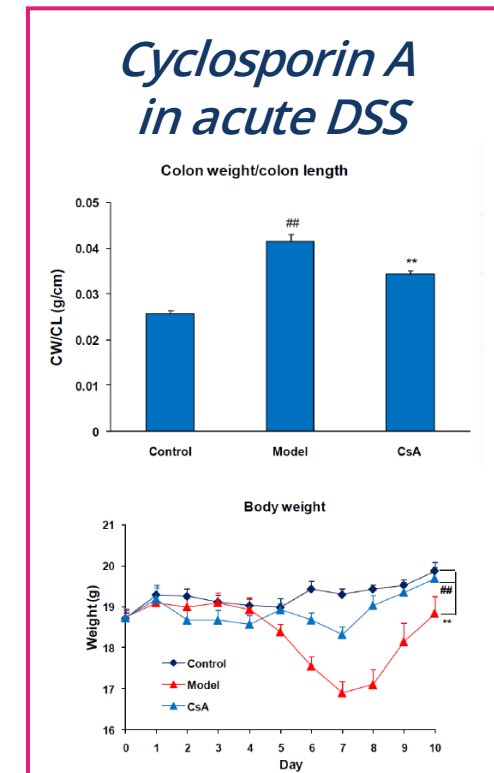 Cyclosporin A
in acute DSS
Colon weight/colon length
0.05
0.04
0.03
0.02
0.01
0
CW/CL (g/cm)
##
**
Control Model CsA
Body weight
21
20
19
18
17
16
Weight(g)
##
**
Control
Model
CsA
0 1 2 3 4 5 6 7 8 9 10
Day